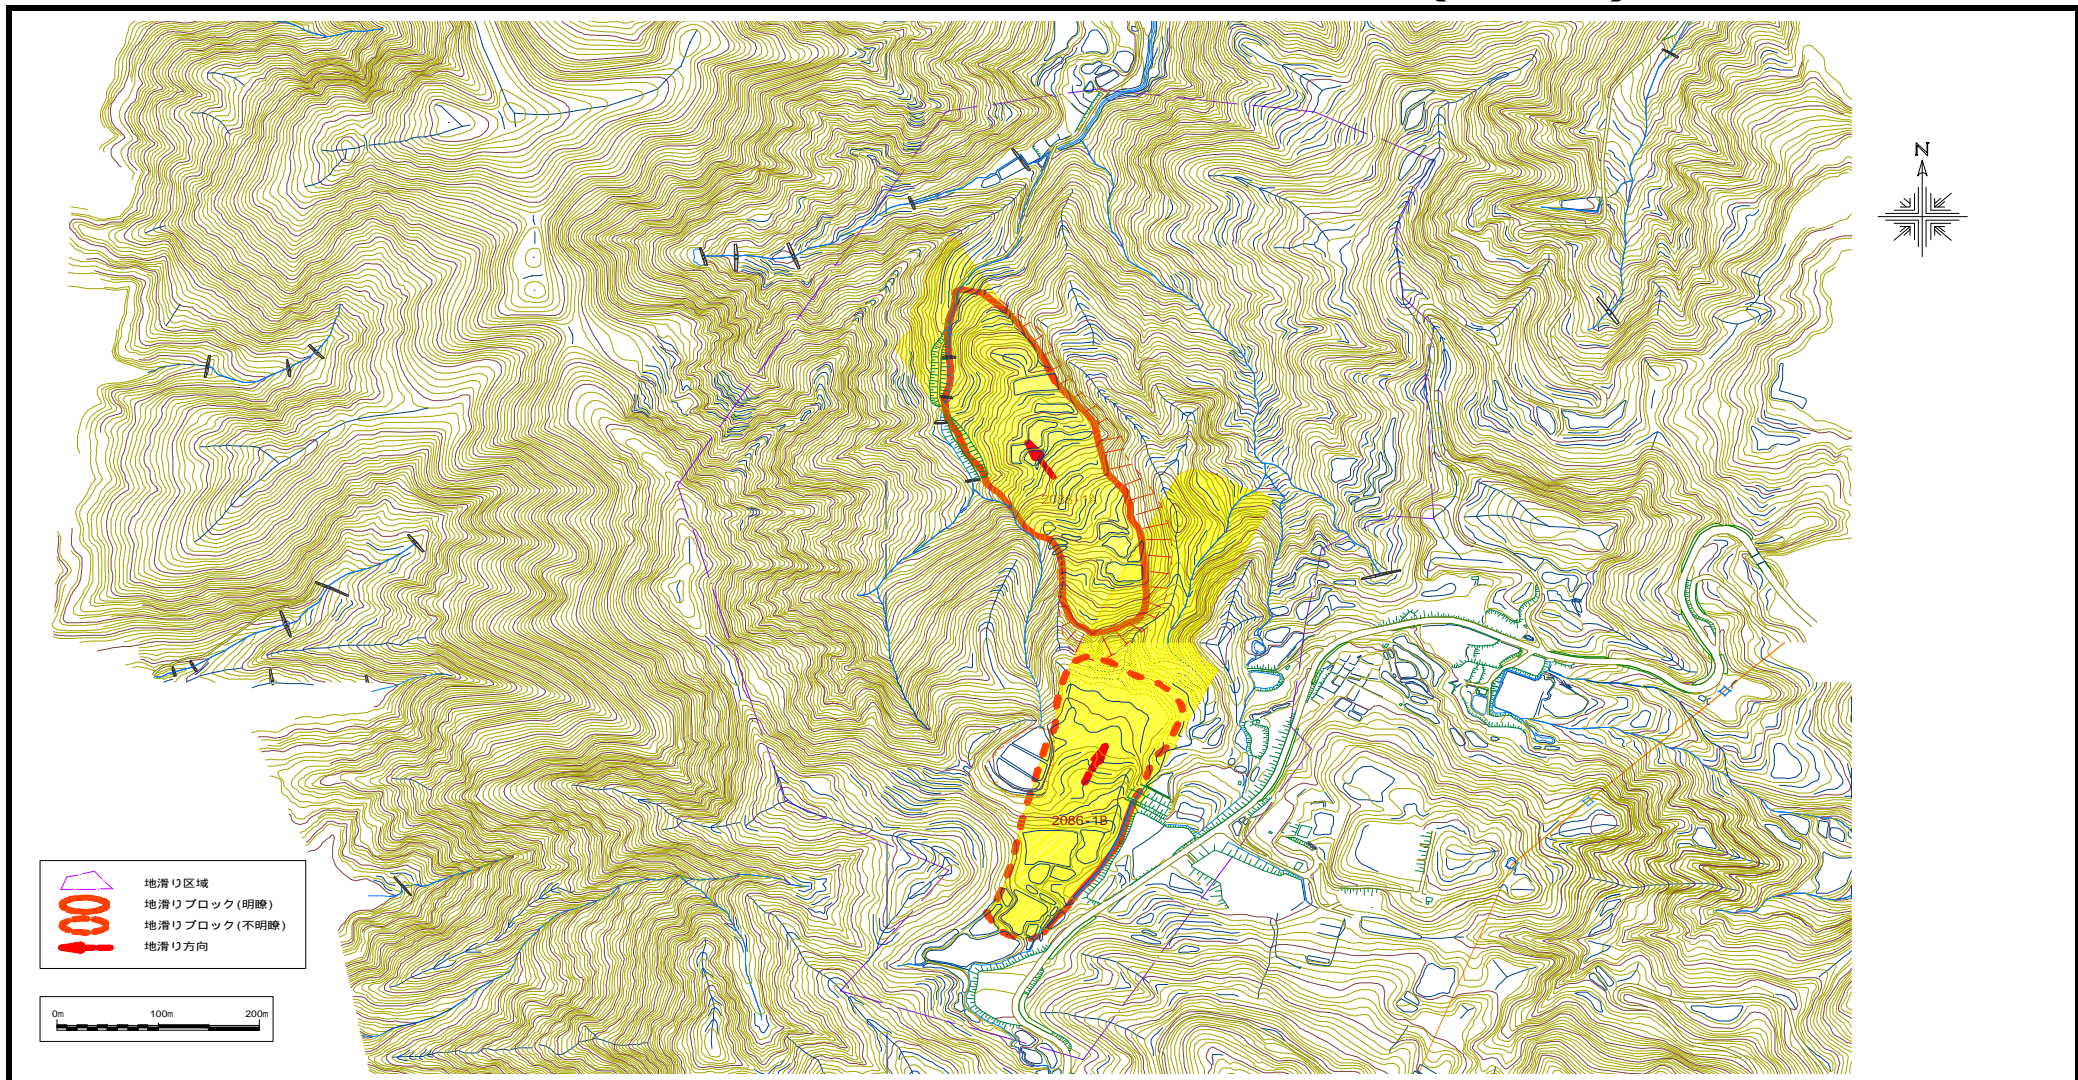 N
2086-1B
地滑り区域
地滑りブロック(明瞭)
地滑りブロック(不明瞭)
地滑り方向
0m 100m 200m